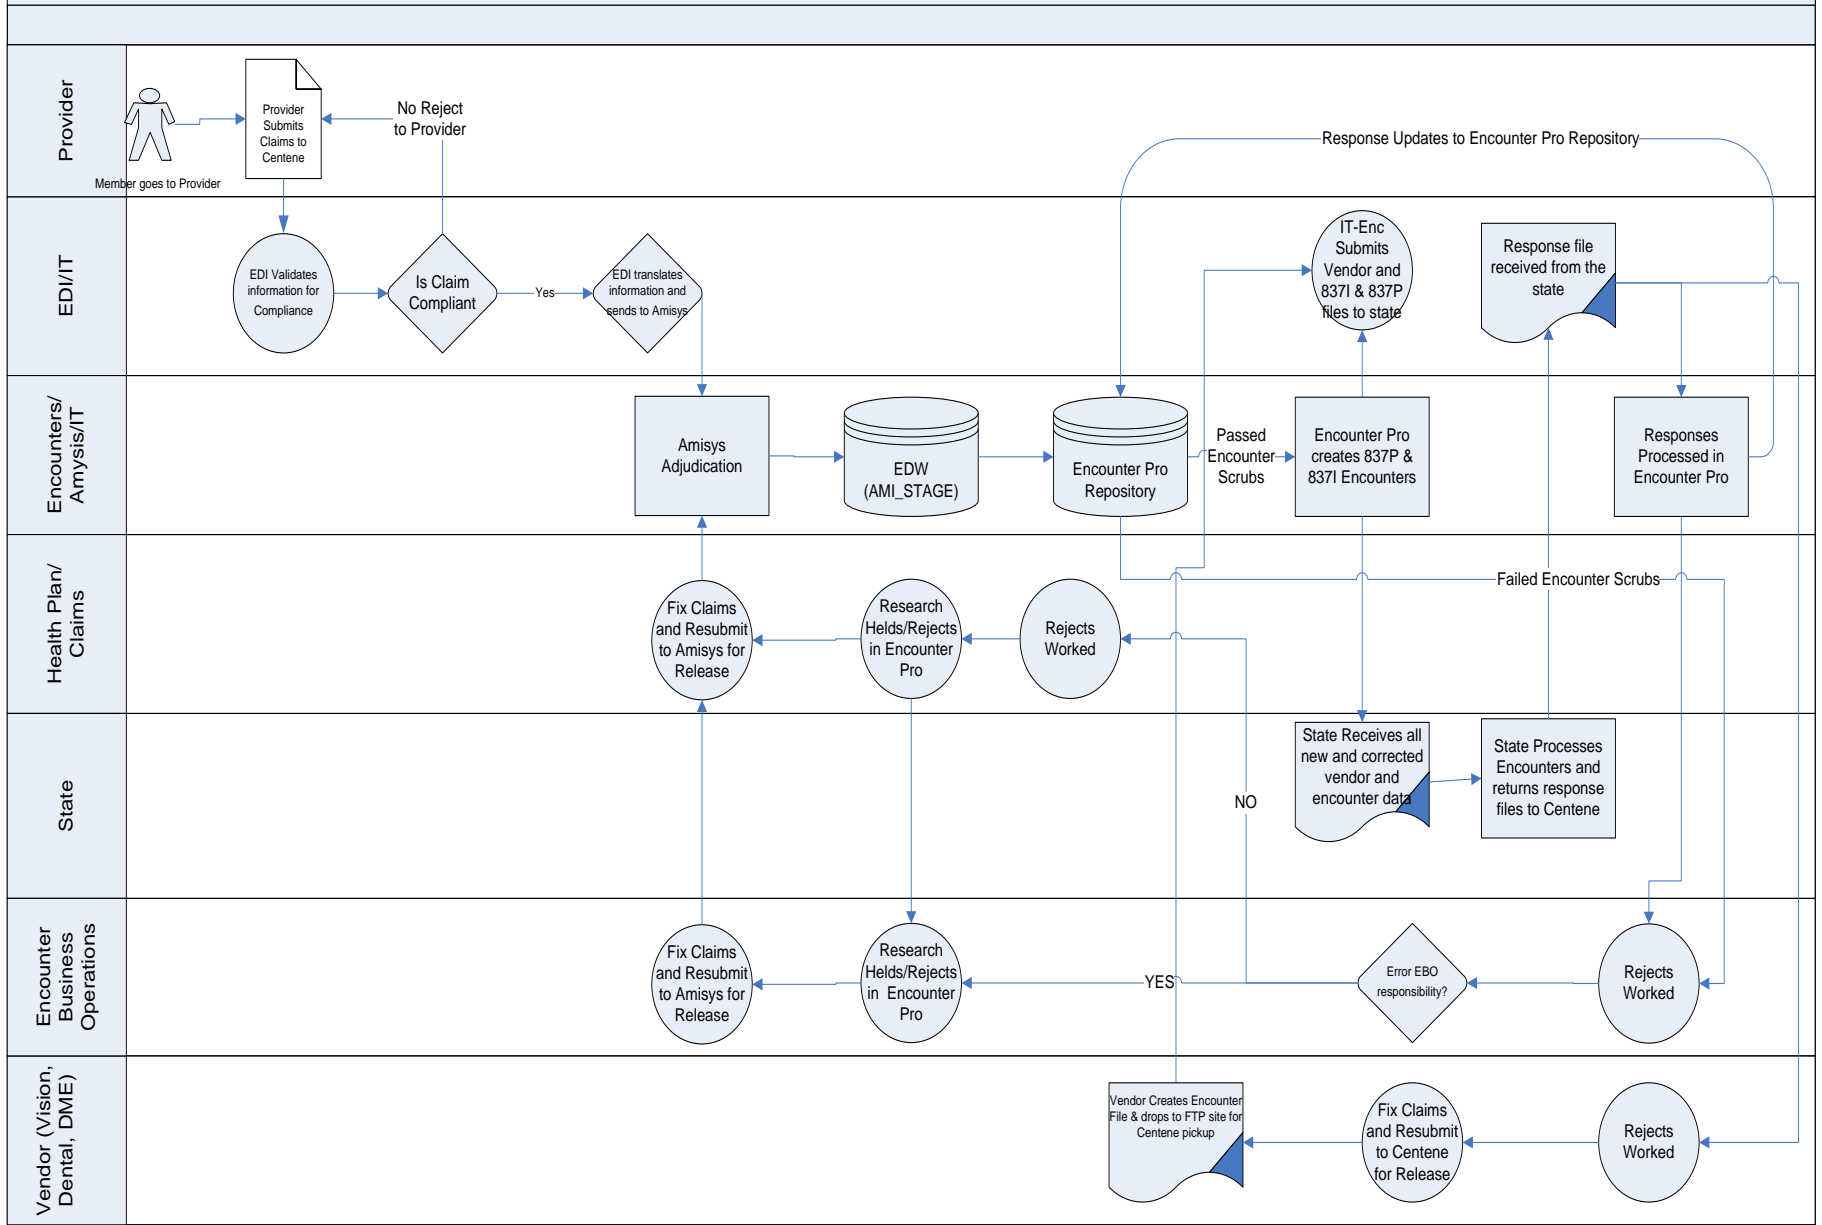 Provider
Member goes to Provider
Provider
Submits
Claims to
Centene
No Reject
to Provider
Response Updates to Encounter Pro Repository
EDI/IT
EDI Validates
information for
Compliance
Is Claim
Compliant
Yes
EDI translates
information and
sends to Amisys
IT-Enc
Submits
Vendor and
837I & 837P
files to state
Response file
received from the
state
Encounters/
Amysis/IT
Amisys
Adjudication
EDW
(AMI_STAGE)
Encounter Pro
Repository
Passed
Encounter
Scrubs
Encounter Pro
creates 837P &
837I Encounters
Responses
Processed in
Encounter Pro
Health Plan/
Claims
Fix Claims
and Resubmit
to Amisys for
Release
Research
Helds/Rejects
in Encounter
Pro
Rejects
Worked
Failed Encounter Scrubs
State
NO
State Receives all
new and corrected
vendor and
encounter data
State Processes
Encounters and
returns response
files to Centene
Encounter
Business
Operations
Fix Claims
and Resubmit
to Amisys for
Release
Research
Helds/Rejects
in Encounter
Pro
YES
Error EBO
responsibility?
Rejects
Worked
Vendor (Vision,
Dental, DME)
Vendor Creates Encounter
File & drops to FTP site for
Centene pickup
Fix Claims
and Resubmit
to Centene
for Release
Rejects
Worked